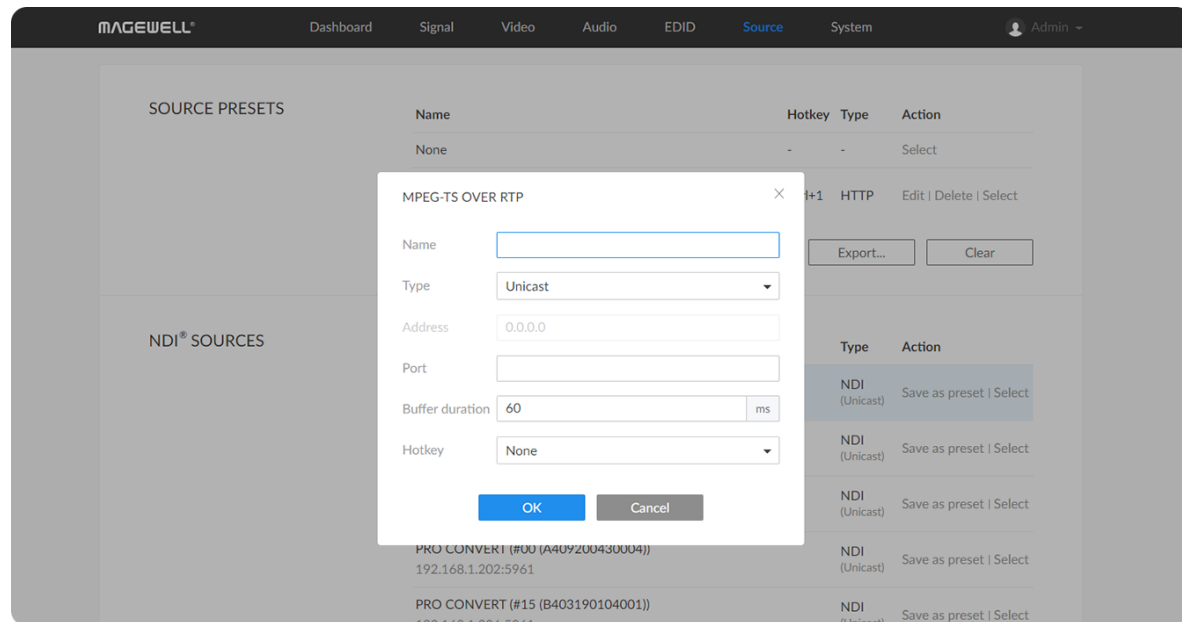 MAGEWELL® Dashboard Signal Video Audio EDID Source System Admin
SOURCE PRESETS
Name Hotkey Type Action
None - - Select
+1 HTTP Edit | Delete | Select
Export... Clear
MPEG-TS OVER RTP
Name
Type Unicast
Address 0.0.0.0
Port
Buffer duration 60 ms
Hotkey None
OK Cancel
NDI® SOURCES
Type Action
NDI
(Unicast) Save as preset | Select
NDI
(Unicast) Save as preset | Select
NDI
(Unicast) Save as preset | Select
PRO CONVERT (#00 (A409200430004)) NDI
192.168.1.202:5961 (Unicast) Save as preset | Select
PRO CONVERT (#15 (B403190104001)) NDI
Save as preset | Select